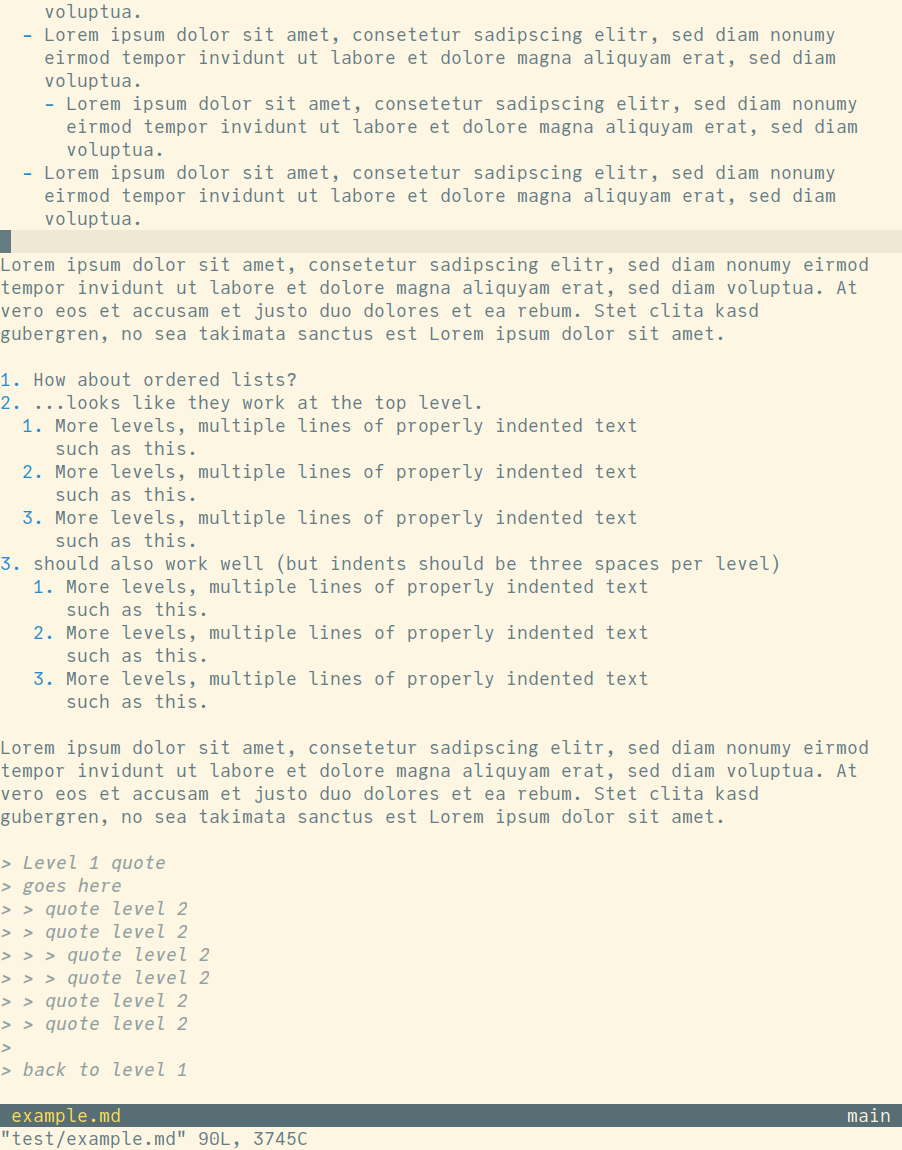 voluptua.
- Lorem ipsum dolor sit amet, consetetur sadipscing elitr, sed diam nonumy
eirmod tempor invidunt ut labore et dolore magna aliquyam erat, sed diam
voluptua.
- Lorem ipsum dolor sit amet, consetetur sadipscing elitr, sed diam nonumy
eirmod tempor invidunt ut labore et dolore magna aliquyam erat, sed diam
voluptua.
- Lorem ipsum dolor sit amet, consetetur sadipscing elitr, sed diam nonumy
eirmod tempor invidunt ut labore et dolore magna aliquyam erat, sed diam
voluptua.
Lorem ipsum dolor sit amet, consetetur sadipscing elitr, sed diam nonumy eirmod
tempor invidunt ut labore et dolore magna aliquyam erat, sed diam voluptua. At
vero eos et accusam et justo duo dolores et ea rebum. Stet clita kasd
gubergren, no sea takimata sanctus est Lorem ipsum dolor sit amet.
1. How about ordered lists?
2. ...looks like they work at the top level.
1. More levels, multiple lines of properly indented text
such as this.
2. More levels, multiple lines of properly indented text
such as this.
3. More levels, multiple lines of properly indented text
such as this.
3. should also work well (but indents should be three spaces per level)
1. More levels, multiple lines of properly indented text
such as this.
2. More levels, multiple lines of properly indented text
such as this.
3. More levels, multiple lines of properly indented text
such as this.
Lorem ipsum dolor sit amet, consetetur sadipscing elitr, sed diam nonumy eirmod
tempor invidunt ut labore et dolore magna aliquyam erat, sed diam voluptua. At
vero eos et accusam et justo duo dolores et ea rebum. Stet clita kasd
gubergren, no sea takimata sanctus est Lorem ipsum dolor sit amet.
> Level 1 quote
> goes here
> > quote level 2
> > quote level 2
> > > quote level 2
> > > quote level 2
> > quote level 2
> > quote level 2
>
> back to level 1
example.md main
"test/example.md" 90L, 3745C